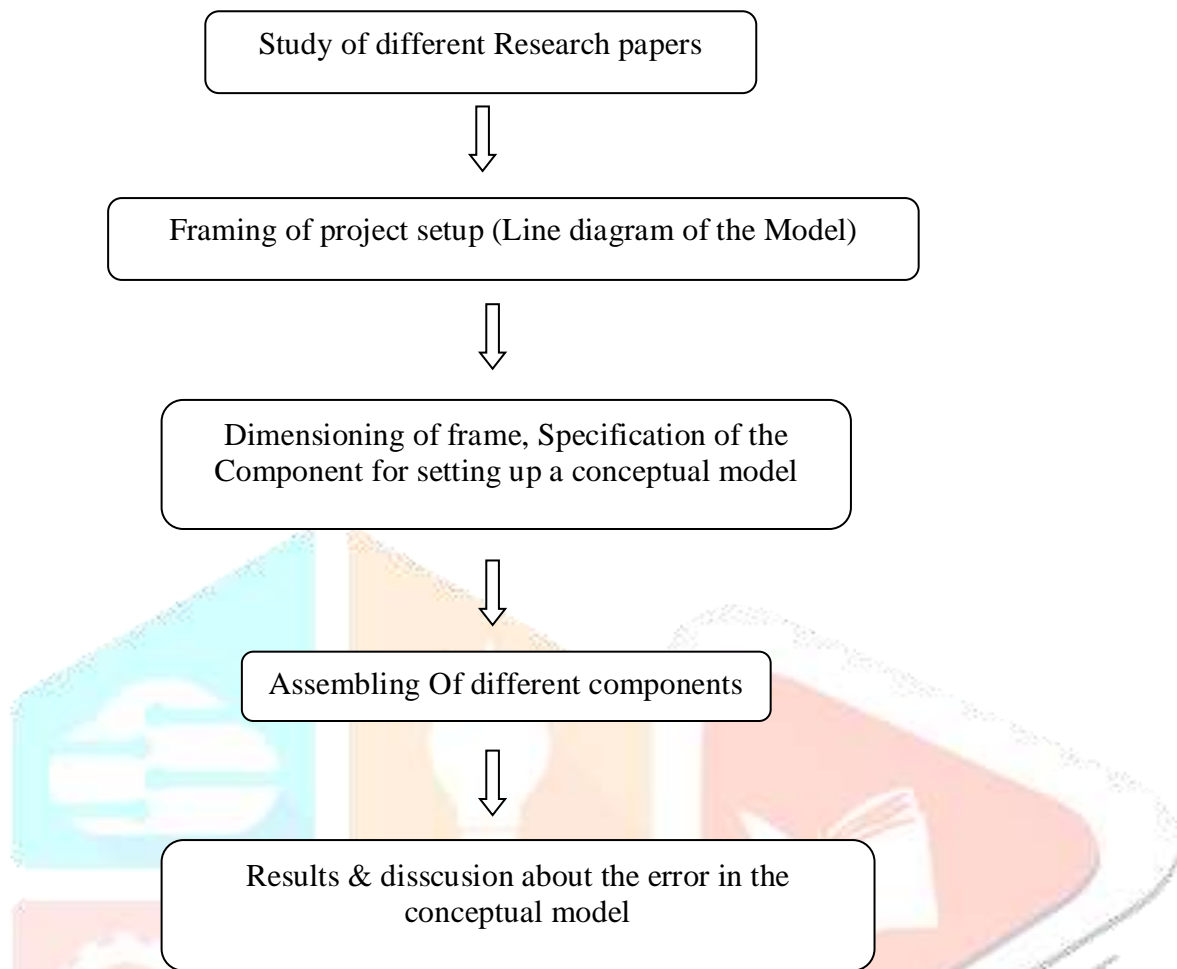 Study of different Research papers
Framing of project setup (Line diagram of the Model)
Dimensioning of frame, Specification of the
Component for setting up a conceptual model
Assembling Of different components
Results & disscusion about the error in the
conceptual model